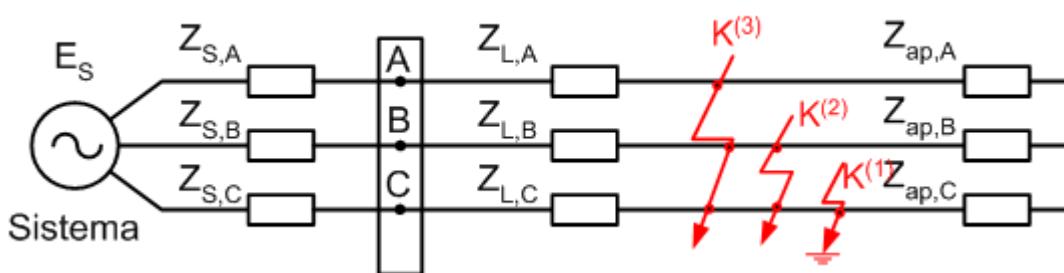 E_S
Sistema
Z_S,A
Z_S,B
Z_S,C
A
B
C
Z_L,A
Z_L,B
Z_L,C
K^(3)
K^(2)
K^(1)
Z_ap,A
Z_ap,B
Z_ap,C